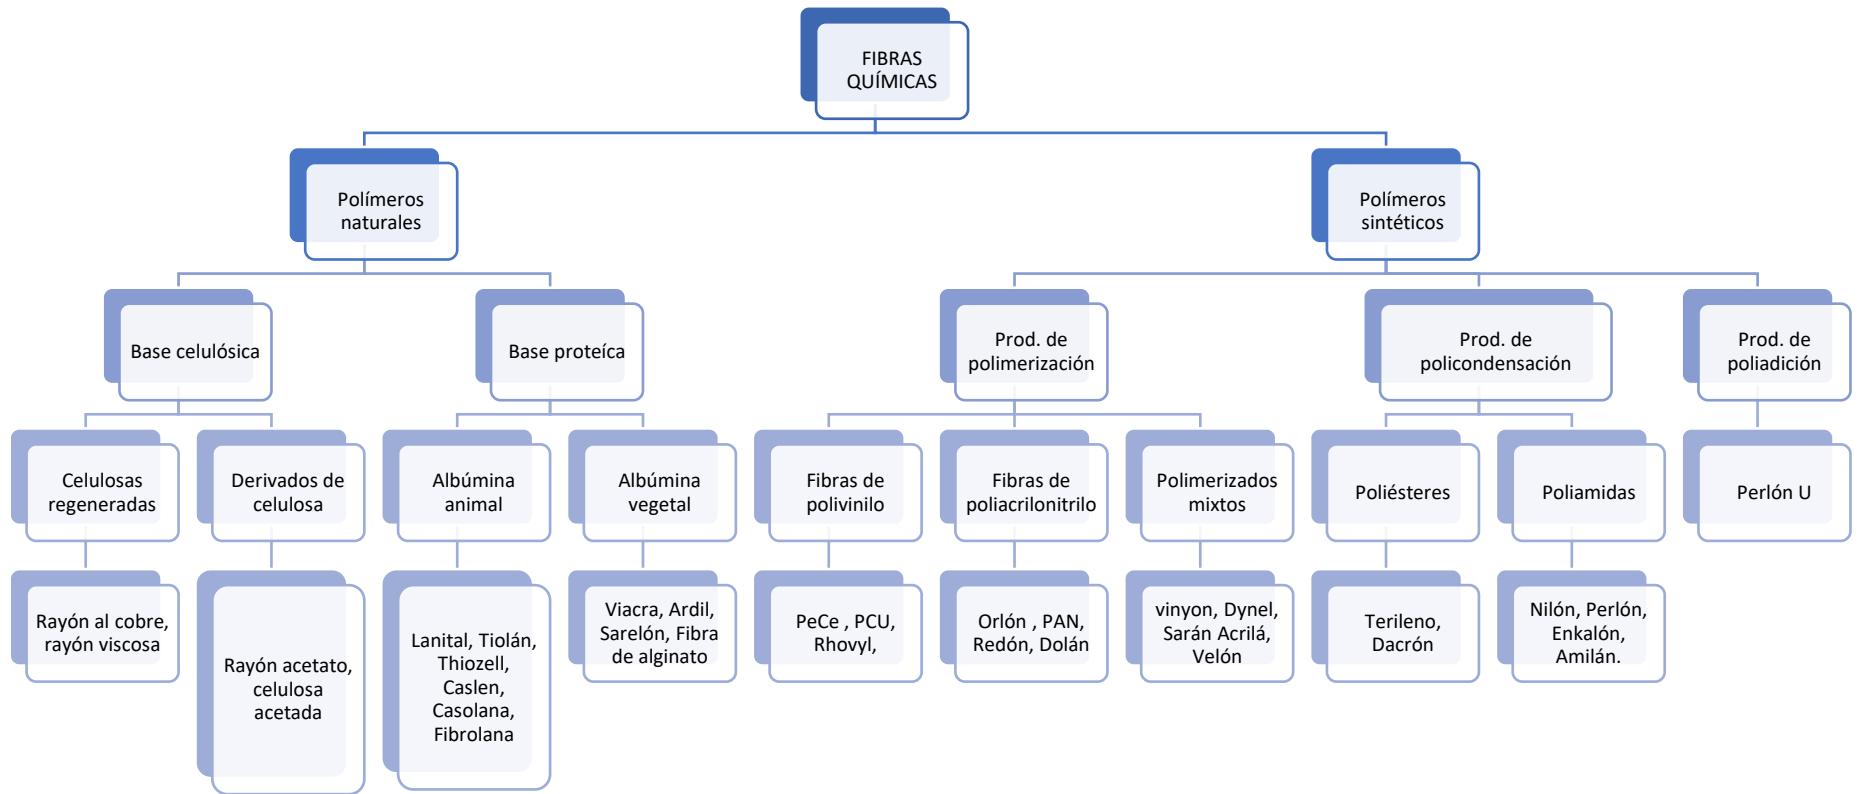 FIBRAS
QUÍMICAS
Polímeros
naturales
Polímeros
sintéticos
Base celulósica
Base proteíca
Prod. de
polimerización
Prod. de
policondensación
Prod. de
poliadición
Celulosas
regeneradas
Derivados de
celulosa
Albúmina
animal
Albúmina
vegetal
Fibras de
polivinilo
Fibras de
poliacrilonitrilo
Polimerizados
mixtos
Poliésteres
Poliamidas
Perlón U
Rayón al cobre,
rayón viscosa
Rayón acetato,
celulosa
acetada
Lanital, Tiolán,
Thiozell,
Caslen,
Casolana,
Fibrolana
Viacra, Ardil,
Sarelón, Fibra
de alginato
PeCe , PCU,
Rhovyl,
Orlón , PAN,
Redón, Dolán
vinyon, Dynel,
Sarán Acrilá,
Velón
Terileno,
Dacrón
Nilón, Perlón,
Enkalón,
Amilán.